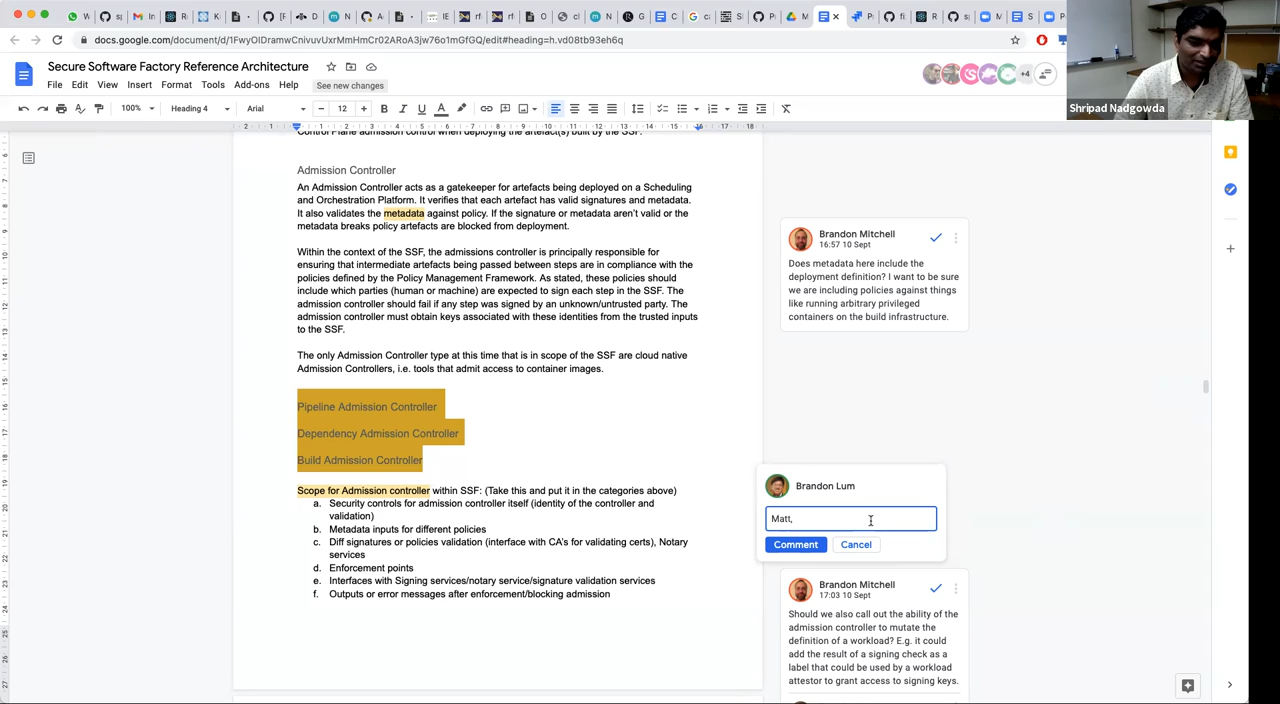 docs.google.com/document/d/1FwyOIDramwCnivuvUxrMmHmCr02ARoA3jw76o1mGfGQ/edit#heading=h.vd08tb93eh6q
Secure Software Factory Reference Architecture
File Edit View Insert Format Tools Add-ons Help
See new changes
+4
Shripad Nadgowda
100%
Heading 4
Arial
12
Control Plane admission control when deploying the artefact(s) built by the SSF.
Admission Controller
An Admission Controller acts as a gatekeeper for artefacts being deployed on a Scheduling
and Orchestration Platform. It verifies that each artefact has valid signatures and metadata.
It also validates the metadata against policy. If the signature or metadata aren't valid or the
metadata breaks policy artefacts are blocked from deployment.
Within the context of the SSF, the admissions controller is principally responsible for
ensuring that intermediate artefacts being passed between steps are in compliance with the
policies defined by the Policy Management Framework. As stated, these policies should
include which parties (human or machine) are expected to sign each step in the SSF. The
admission controller should fail if any step was signed by an unknown/untrusted party. The
admission controller must obtain keys associated with these identities from the trusted inputs
to the SSF.
The only Admission Controller type at this time that is in scope of the SSF are cloud native
Admission Controllers, i.e. tools that admit access to container images.
Pipeline Admission Controller
Dependency Admission Controller
Build Admission Controller
Scope for Admission controller within SSF: (Take this and put it in the categories above)
a. Security controls for admission controller itself (identity of the controller and
validation)
b. Metadata inputs for different policies
c. Diff signatures or policies validation (interface with CA's for validating certs), Notary
services
d. Enforcement points
e. Interfaces with Signing services/notary service/signature validation services
f. Outputs or error messages after enforcement/blocking admission
Brandon Mitchell
16:57 10 Sept
Does metadata here include the
deployment definition? I want to be sure
we are including policies against things
like running arbitrary privileged
containers on the build infrastructure.
Brandon Lum
Matt,
Comment Cancel
Brandon Mitchell
17:03 10 Sept
Should we also call out the ability of the
admission controller to mutate the
definition of a workload? E.g. it could
add the result of a signing check as a
label that could be used by a workload
attestor to grant access to signing keys.